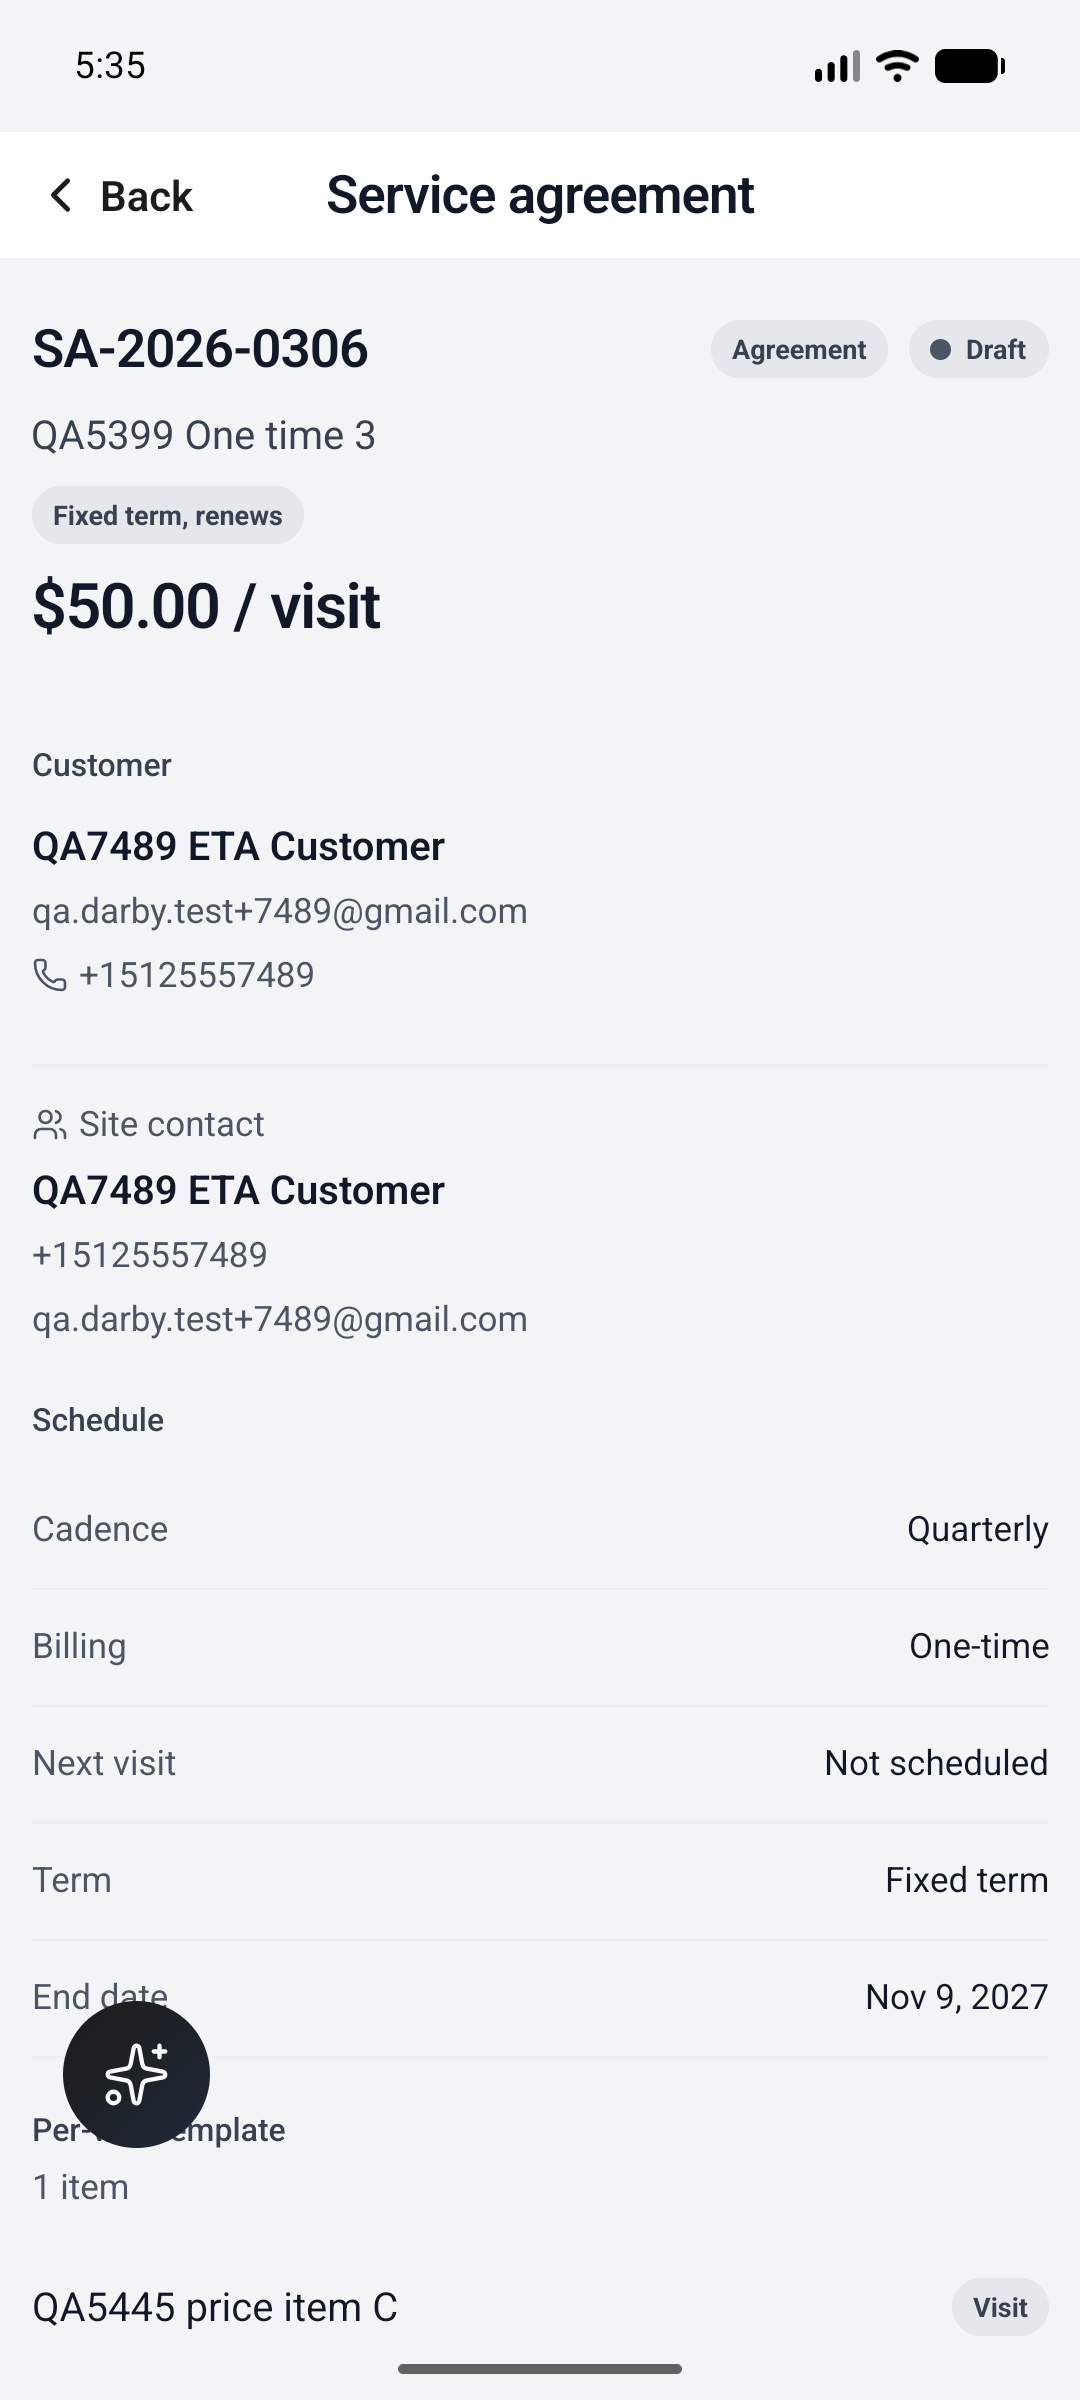 5:35
Back
Service agreement
SA-2026-0306
Agreement
Draft
QA5399 One time 3
Fixed term, renews
$50.00 / visit
Customer
QA7489 ETA Customer
qa.darby.test+7489@gmail.com
+15125557489
Site contact
QA7489 ETA Customer
+15125557489
qa.darby.test+7489@gmail.com
Schedule
Cadence
Quarterly
Billing
One-time
Next visit
Not scheduled
Term
Fixed term
End date
Nov 9, 2027
1 item
QA5445 price item C
Visit